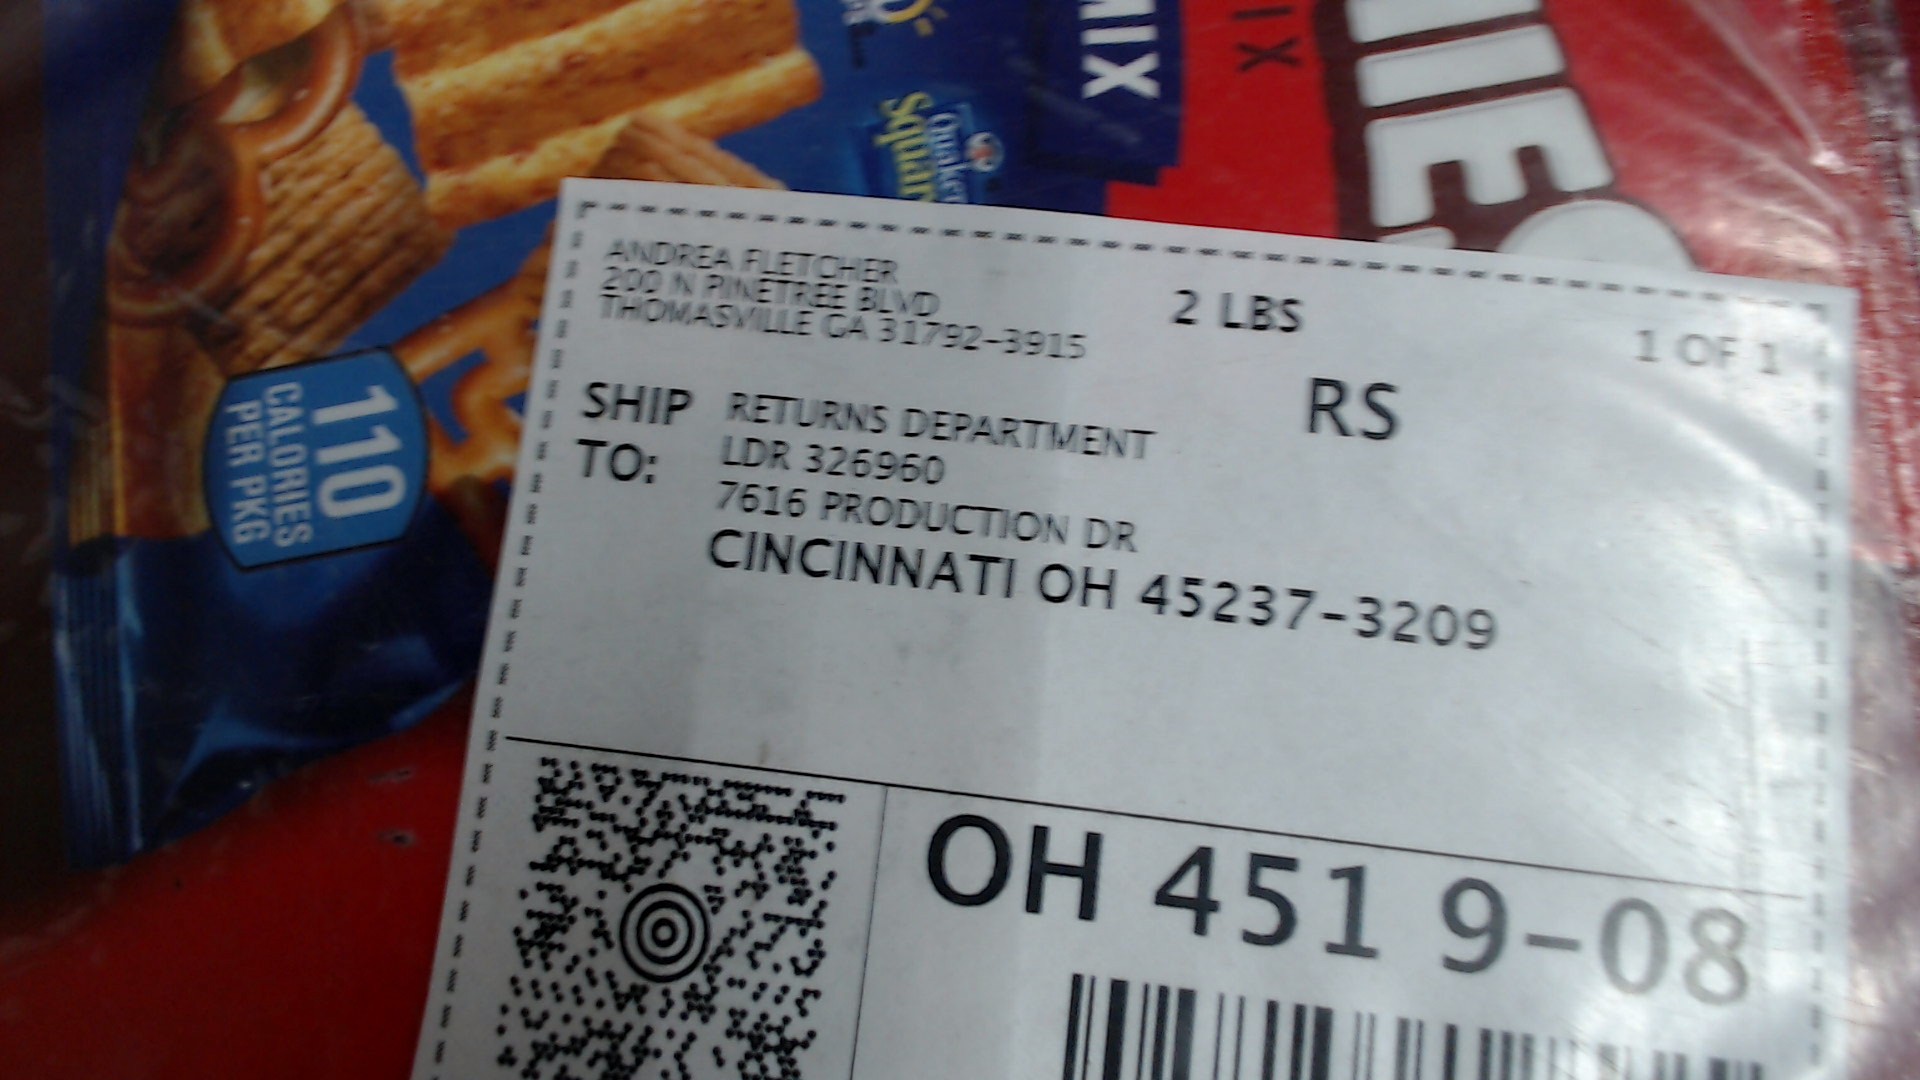 MIX
IX
Quaker
110
CALORIES
PER PKG
ANDREA FLETCHER
200 N PINETREE BLVD
THOMASVILLE GA 31792-3915
2 LBS
1 OF 1
RS
SHIP TO:
RETURNS DEPARTMENT
LDR 326960
7616 PRODUCTION DR
CINCINNATI OH 45237-3209
OH 451 9-08